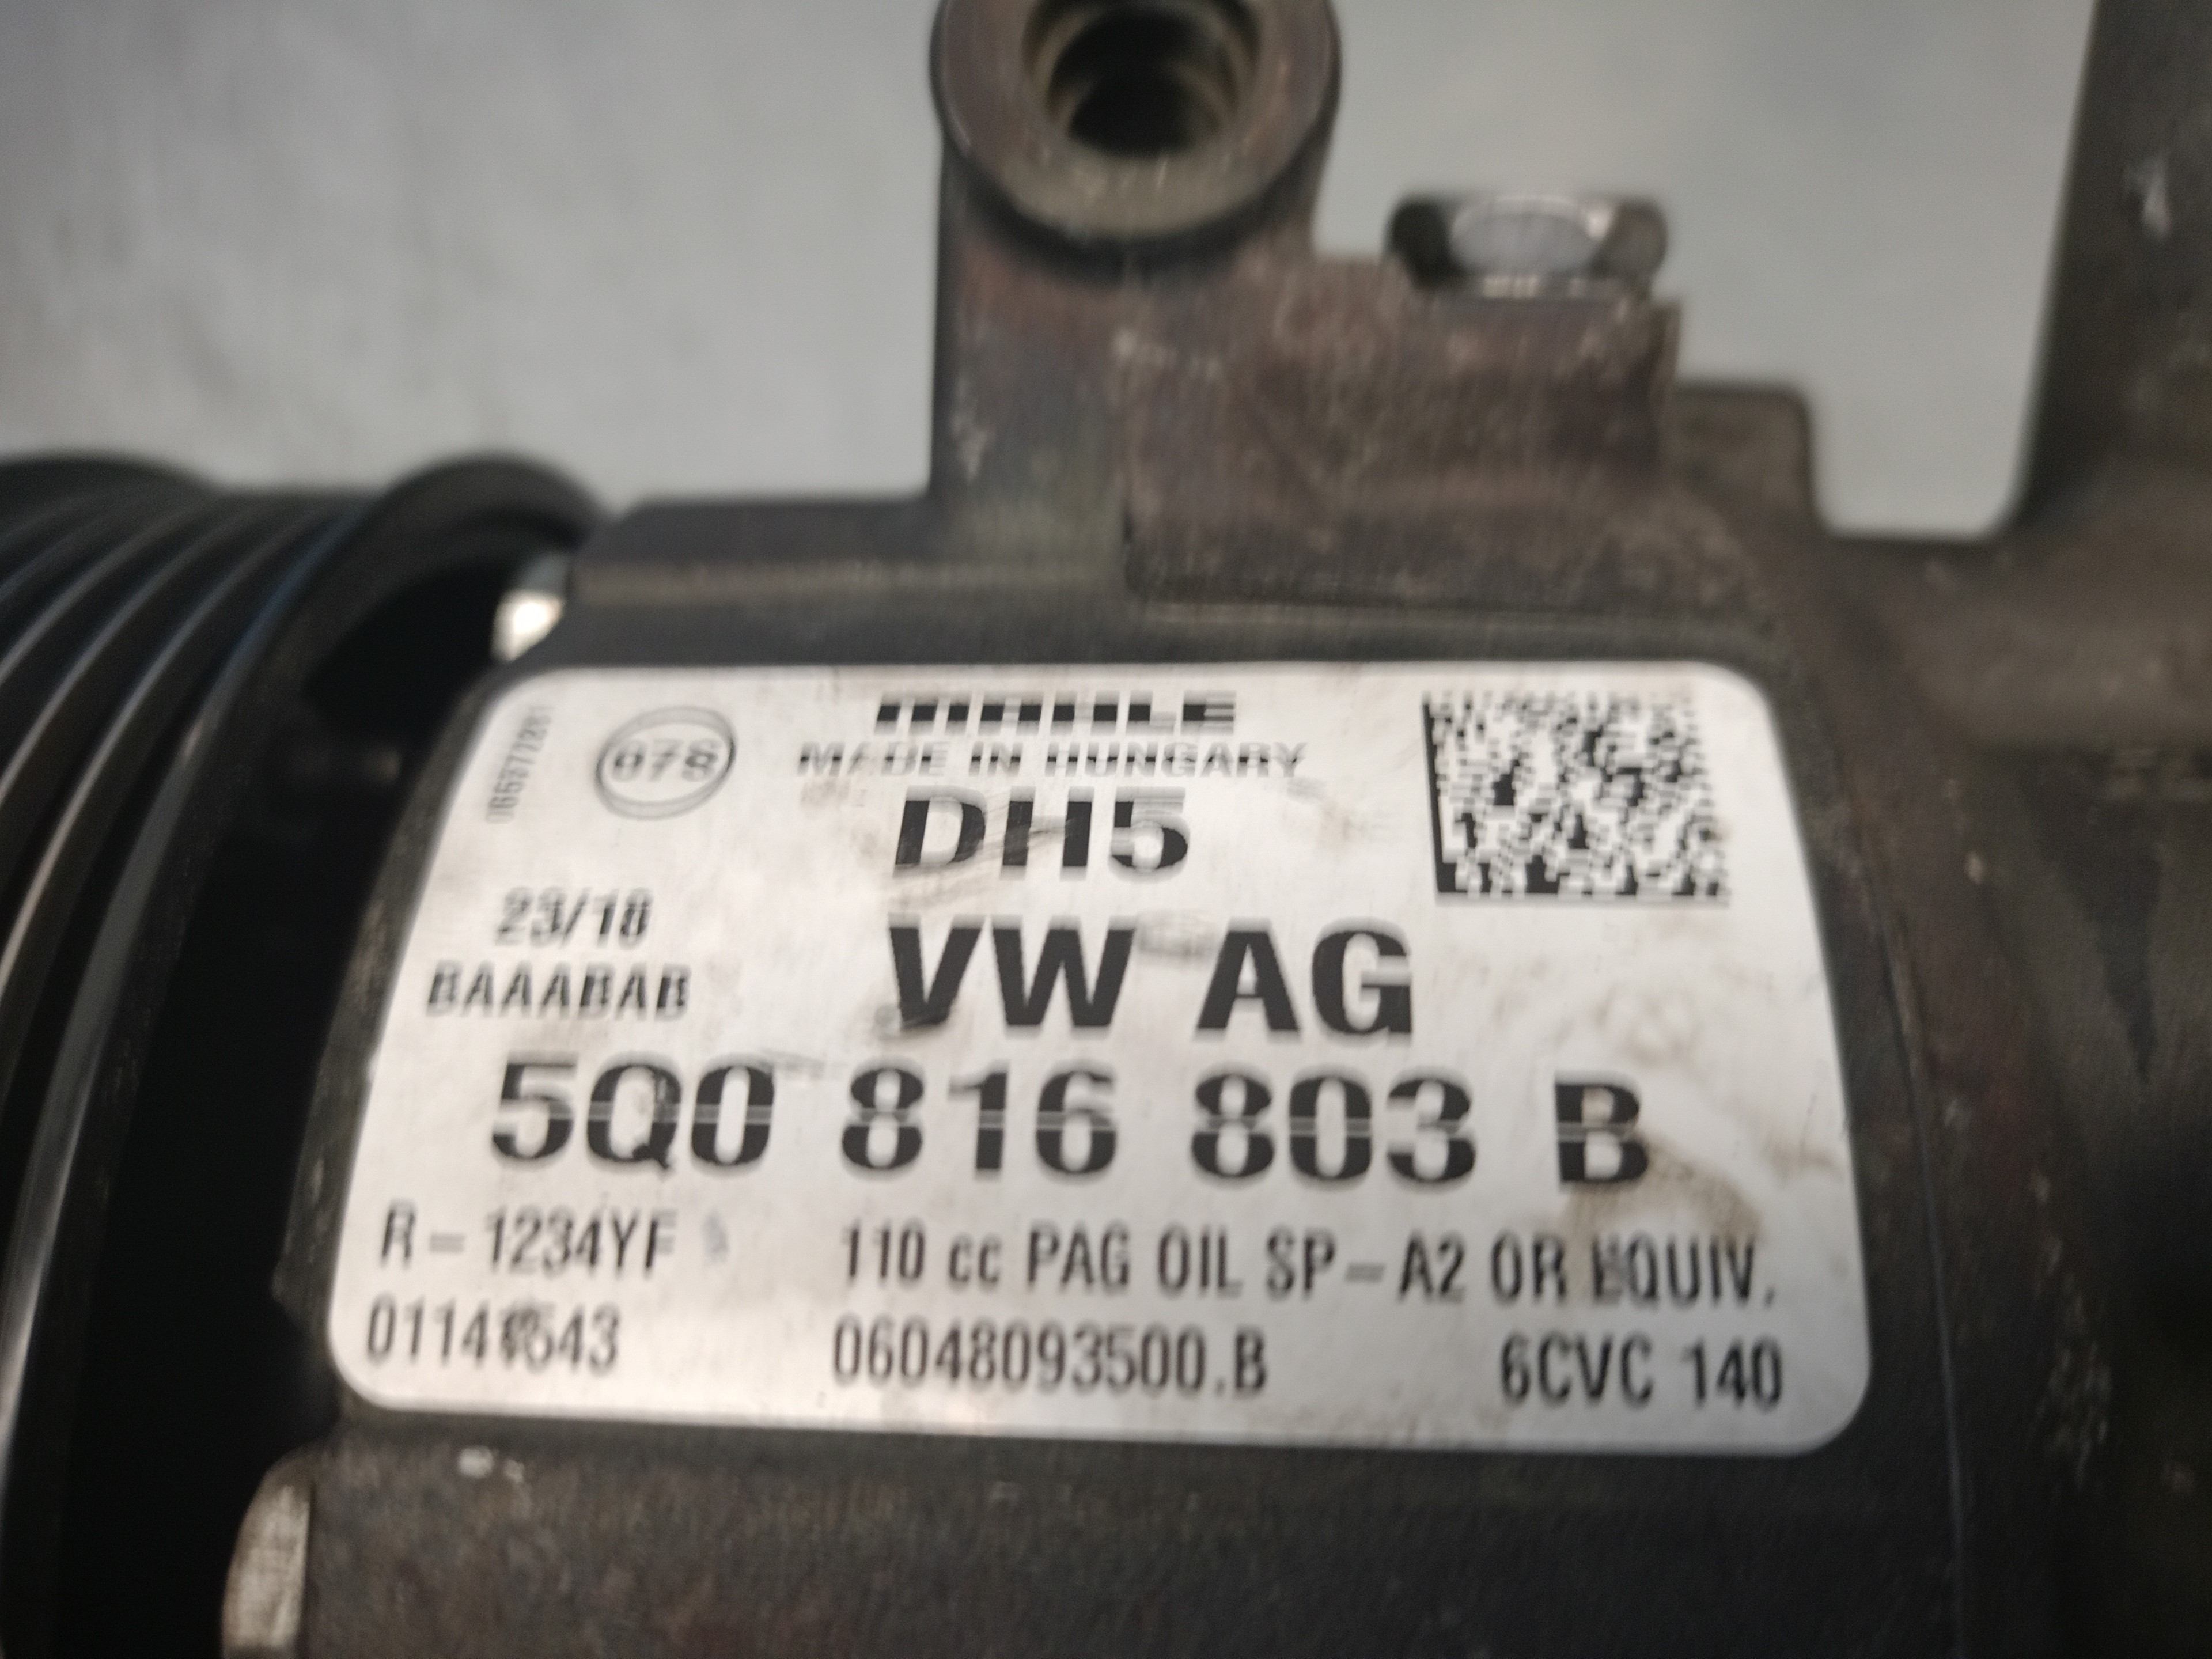 MAHLE
MADE IN HUNGARY
DH5
23/18
BAAABAB
VW AG
5Q0 816 803 B
R-1234YF 110 cc PAG OIL SP-A2 OR EQUIV.
06048093500.B 6CVC 140